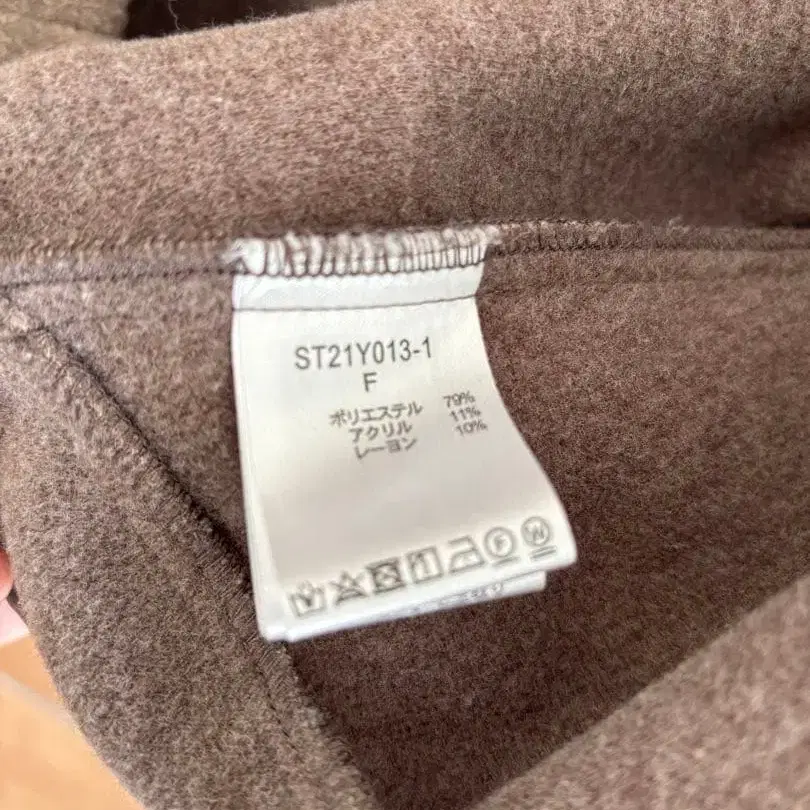 ST21Y013-1
F
ポリエステル 79%
アクリル 11%
レーヨン 10%
F W